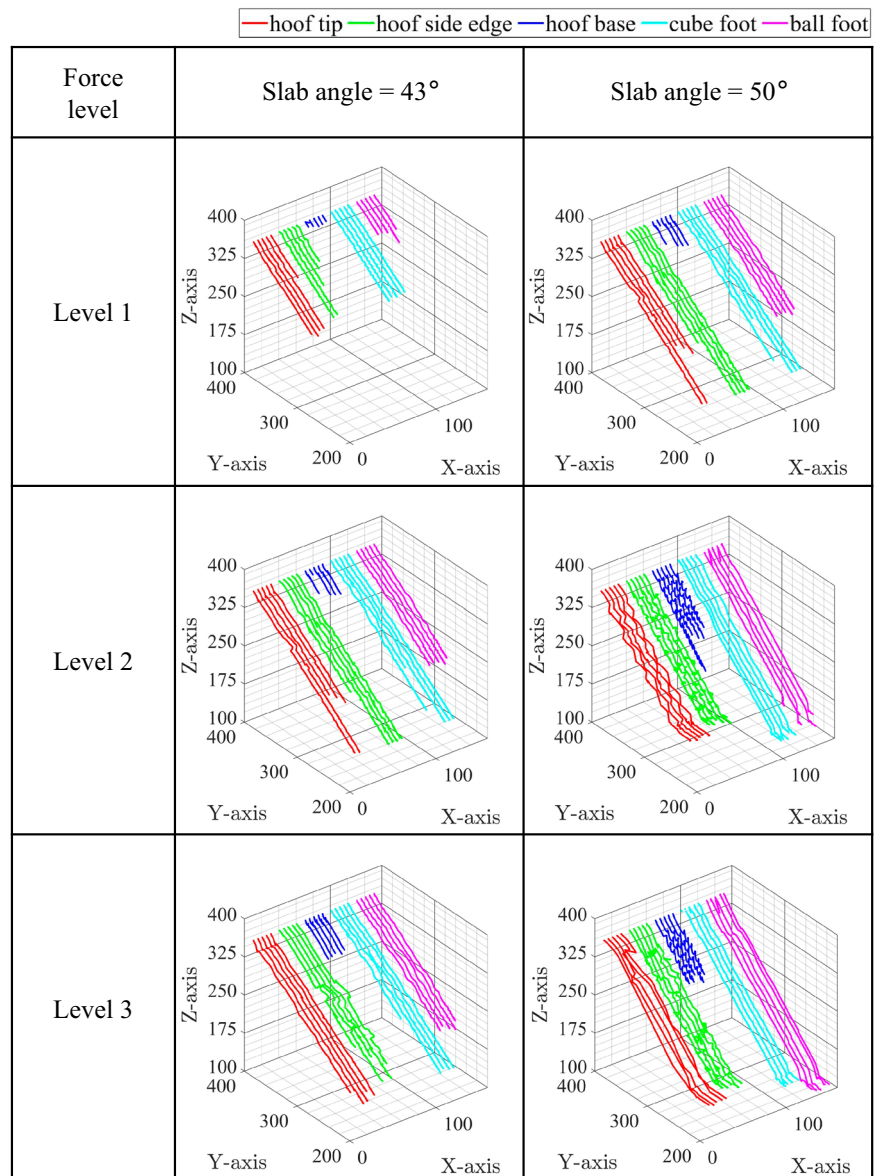 hoof tip hoof side edge hoof base cube foot ball foot
Force level
Slab angle = 43°
Slab angle = 50°
Level 1
400
325
250
175
100
400
300
200
0
100
Z-axis
Y-axis
X-axis
400
325
250
175
100
400
300
200
0
100
Z-axis
Y-axis
X-axis
Level 2
400
325
250
175
100
400
300
200
0
100
Z-axis
Y-axis
X-axis
400
325
250
175
100
400
300
200
0
100
Z-axis
Y-axis
X-axis
Level 3
400
325
250
175
100
400
300
200
0
100
Z-axis
Y-axis
X-axis
400
325
250
175
100
400
300
200
0
100
Z-axis
Y-axis
X-axis